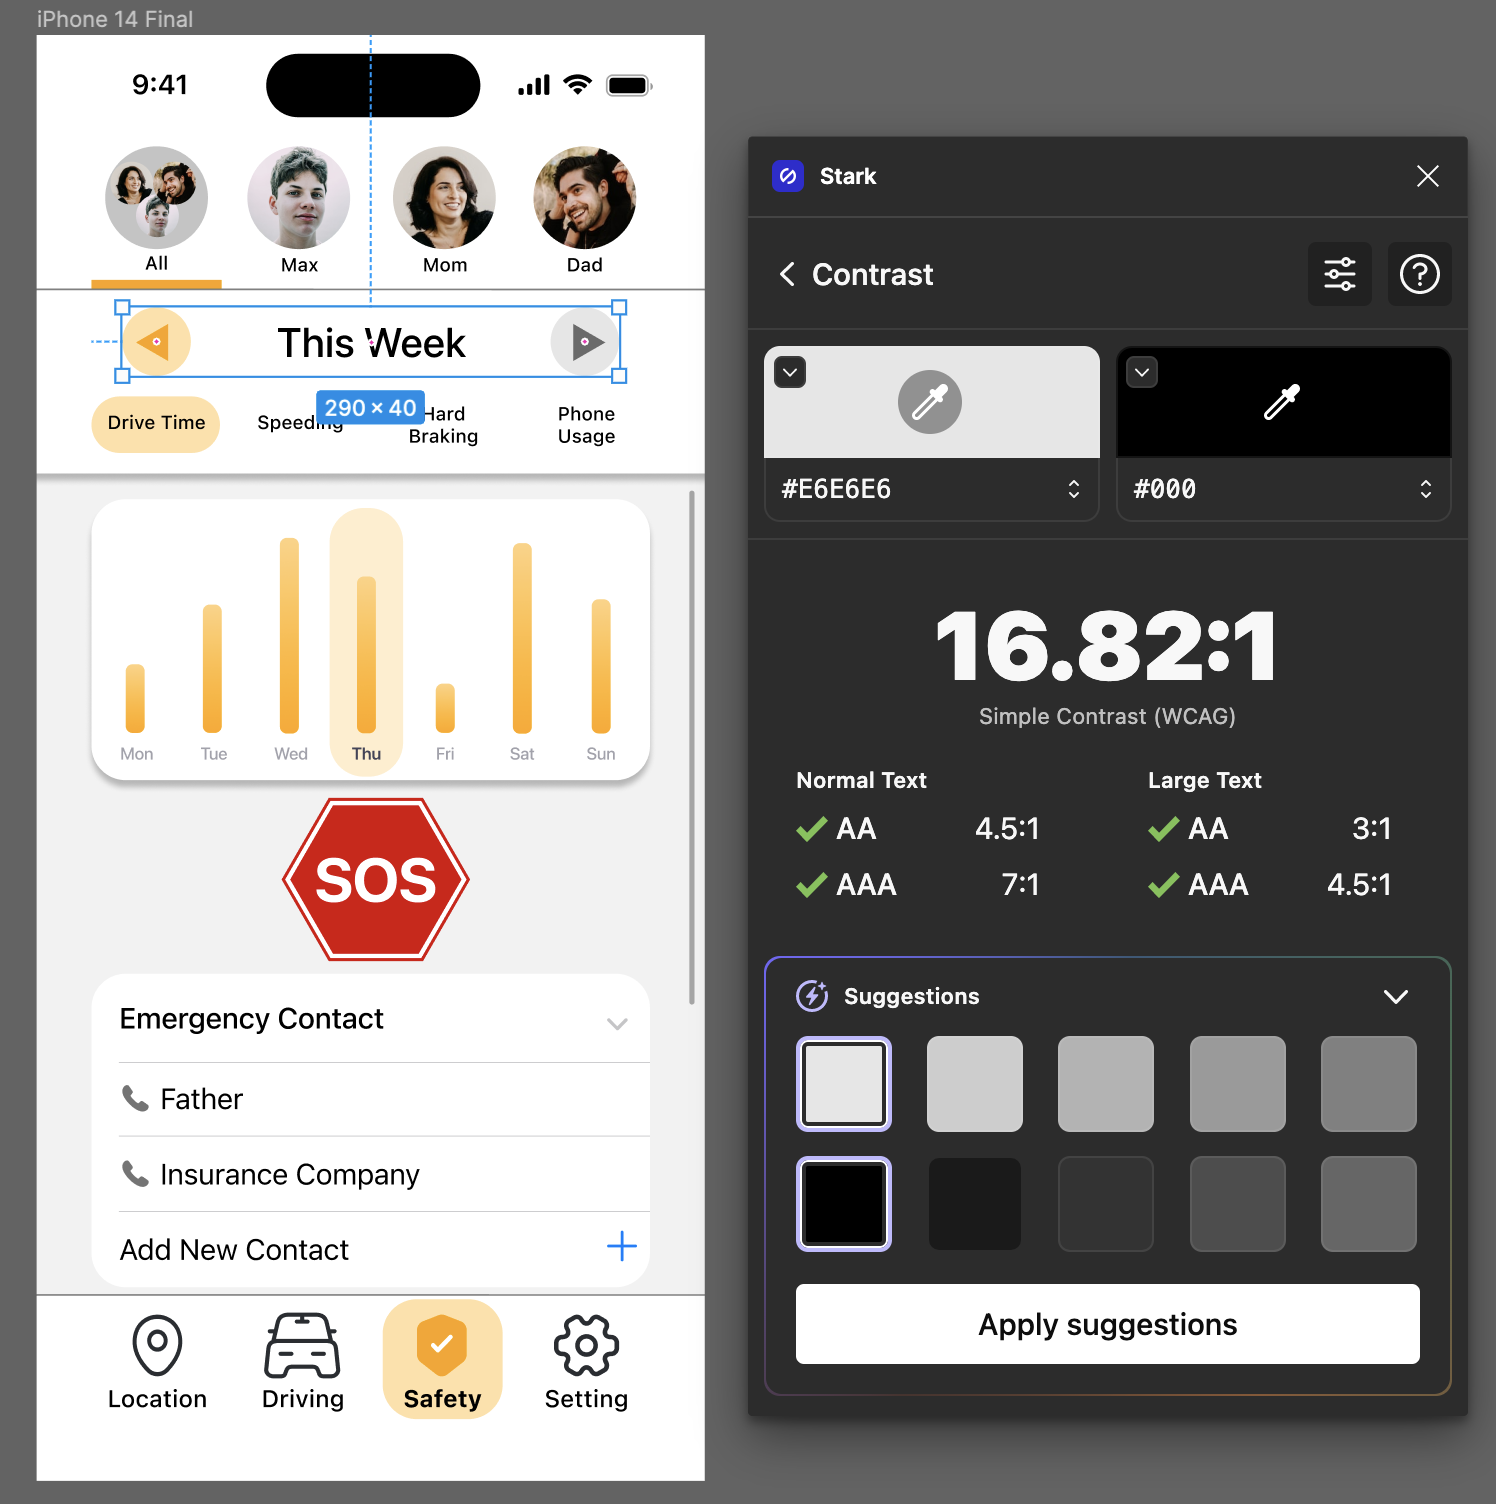 iPhone 14 Final
9:41
All
Max
Mom
Dad
This Week
290 × 40
Drive Time
Speeding
Hard
Braking
Phone
Usage
Mon
Tue
Wed
Thu
Fri
Sat
Sun
SOS
Emergency Contact
Father
Insurance Company
Add New Contact
Location
Driving
Safety
Setting
Stark
Contrast
#E6E6E6
#000
16.82:1
Simple Contrast (WCAG)
Normal Text
AA 4.5:1
AAA 7:1
Large Text
AA 3:1
AAA 4.5:1
Suggestions
Apply suggestions